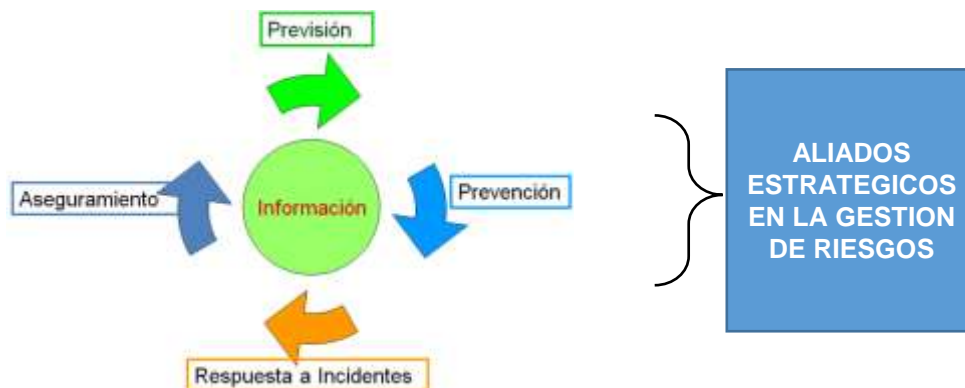 Previsión
Aseguramiento
Información
Prevención
Respuesta a Incidentes
ALIADOS
ESTRATEGICOS
EN LA GESTION
DE RIESGOS